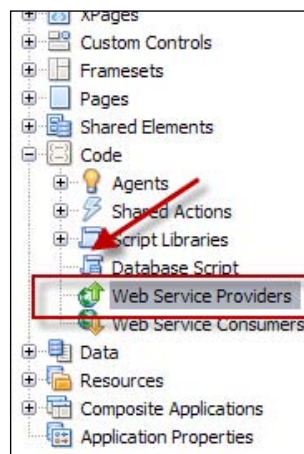 XPages
Custom Controls
Framesets
Pages
Shared Elements
Code
Agents
Shared Actions
Script Libraries
Database Script
Web Service Providers
Web Service Consumers
Data
Resources
Composite Applications
Application Properties